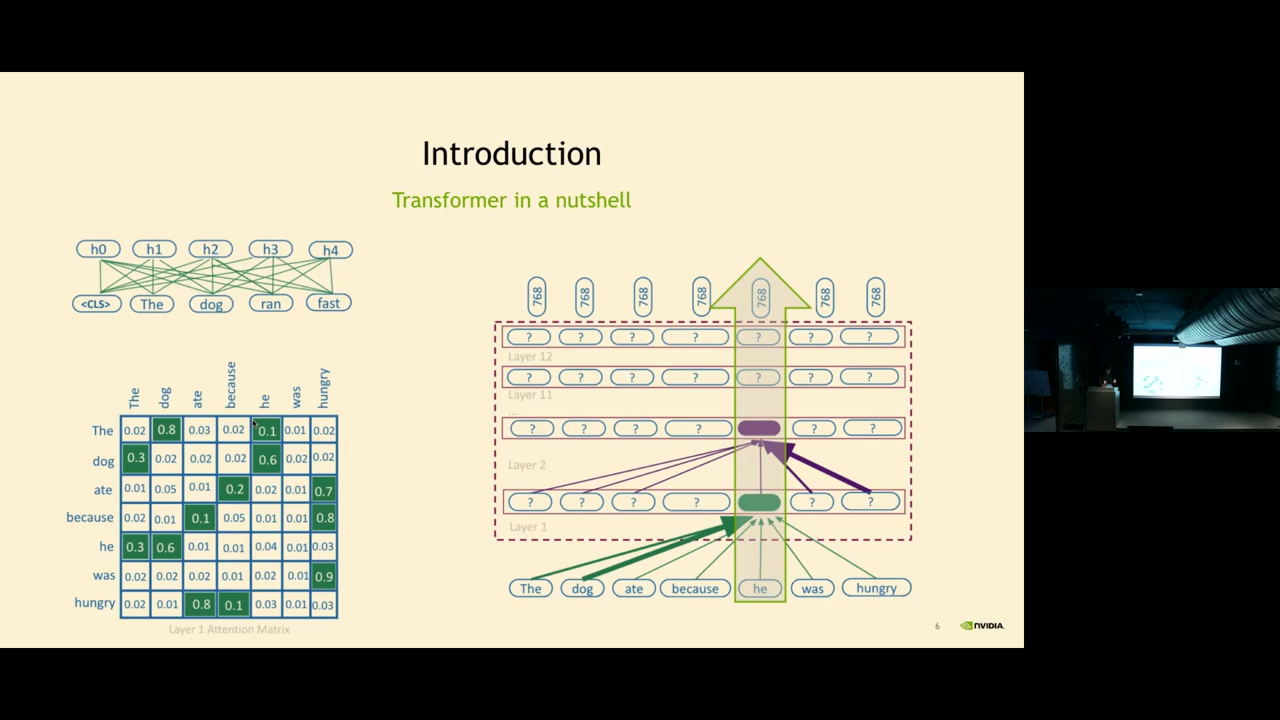 Introduction
Transformer in a nutshell
h0 h1 h2 h3 h4
<CLS> The dog ran fast
The dog ate because he was hungry
The 0.02 0.8 0.03 0.02 0.1 0.01 0.02
dog 0.3 0.02 0.02 0.02 0.6 0.02 0.02
ate 0.01 0.05 0.01 0.2 0.02 0.01 0.7
because 0.02 0.01 0.1 0.05 0.01 0.01 0.8
he 0.3 0.6 0.01 0.01 0.04 0.01 0.03
was 0.02 0.02 0.02 0.01 0.02 0.01 0.9
hungry 0.02 0.01 0.8 0.1 0.03 0.01 0.03
Layer 1 Attention Matrix
768 768 768 768 768 768 768
? ? ? ? ? ? ?
Layer 12
? ? ? ? ? ? ?
Layer 11
...
? ? ? ? ? ?
Layer 2
? ? ? ? ? ?
Layer 1
The dog ate because he was hungry
6 NVIDIA.